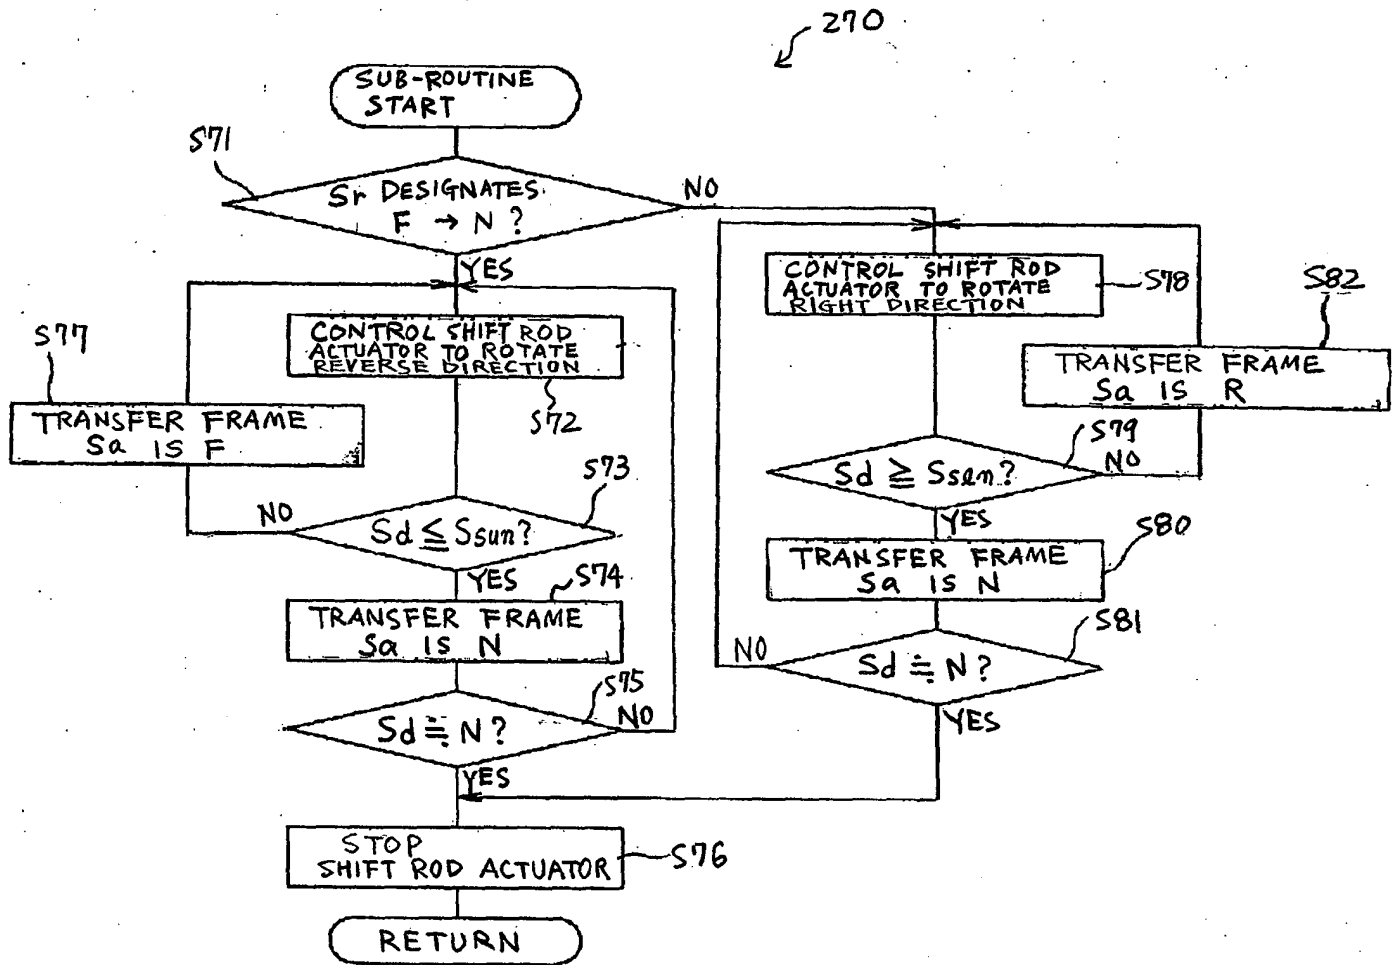 270
SUB-ROUTINE
START
S71
Sr DESIGNATES
F → N ?
NO
YES
CONTROL SHIFT ROD
ACTUATOR TO ROTATE
REVERSE DIRECTION
S72
S77
TRANSFER FRAME
Sa IS F
S73
Sd ≦ Ssun?
NO
YES
S74
TRANSFER FRAME
Sa IS N
S75
Sd ≒ N?
NO
YES
STOP
SHIFT ROD ACTUATOR
S76
RETURN
CONTROL SHIFT ROD
ACTUATOR TO ROTATE
RIGHT DIRECTION
S78
S82
TRANSFER FRAME
Sa IS R
S79
Sd ≧ Ssln?
NO
YES
S80
TRANSFER FRAME
Sa IS N
S81
Sd ≒ N?
NO
YES